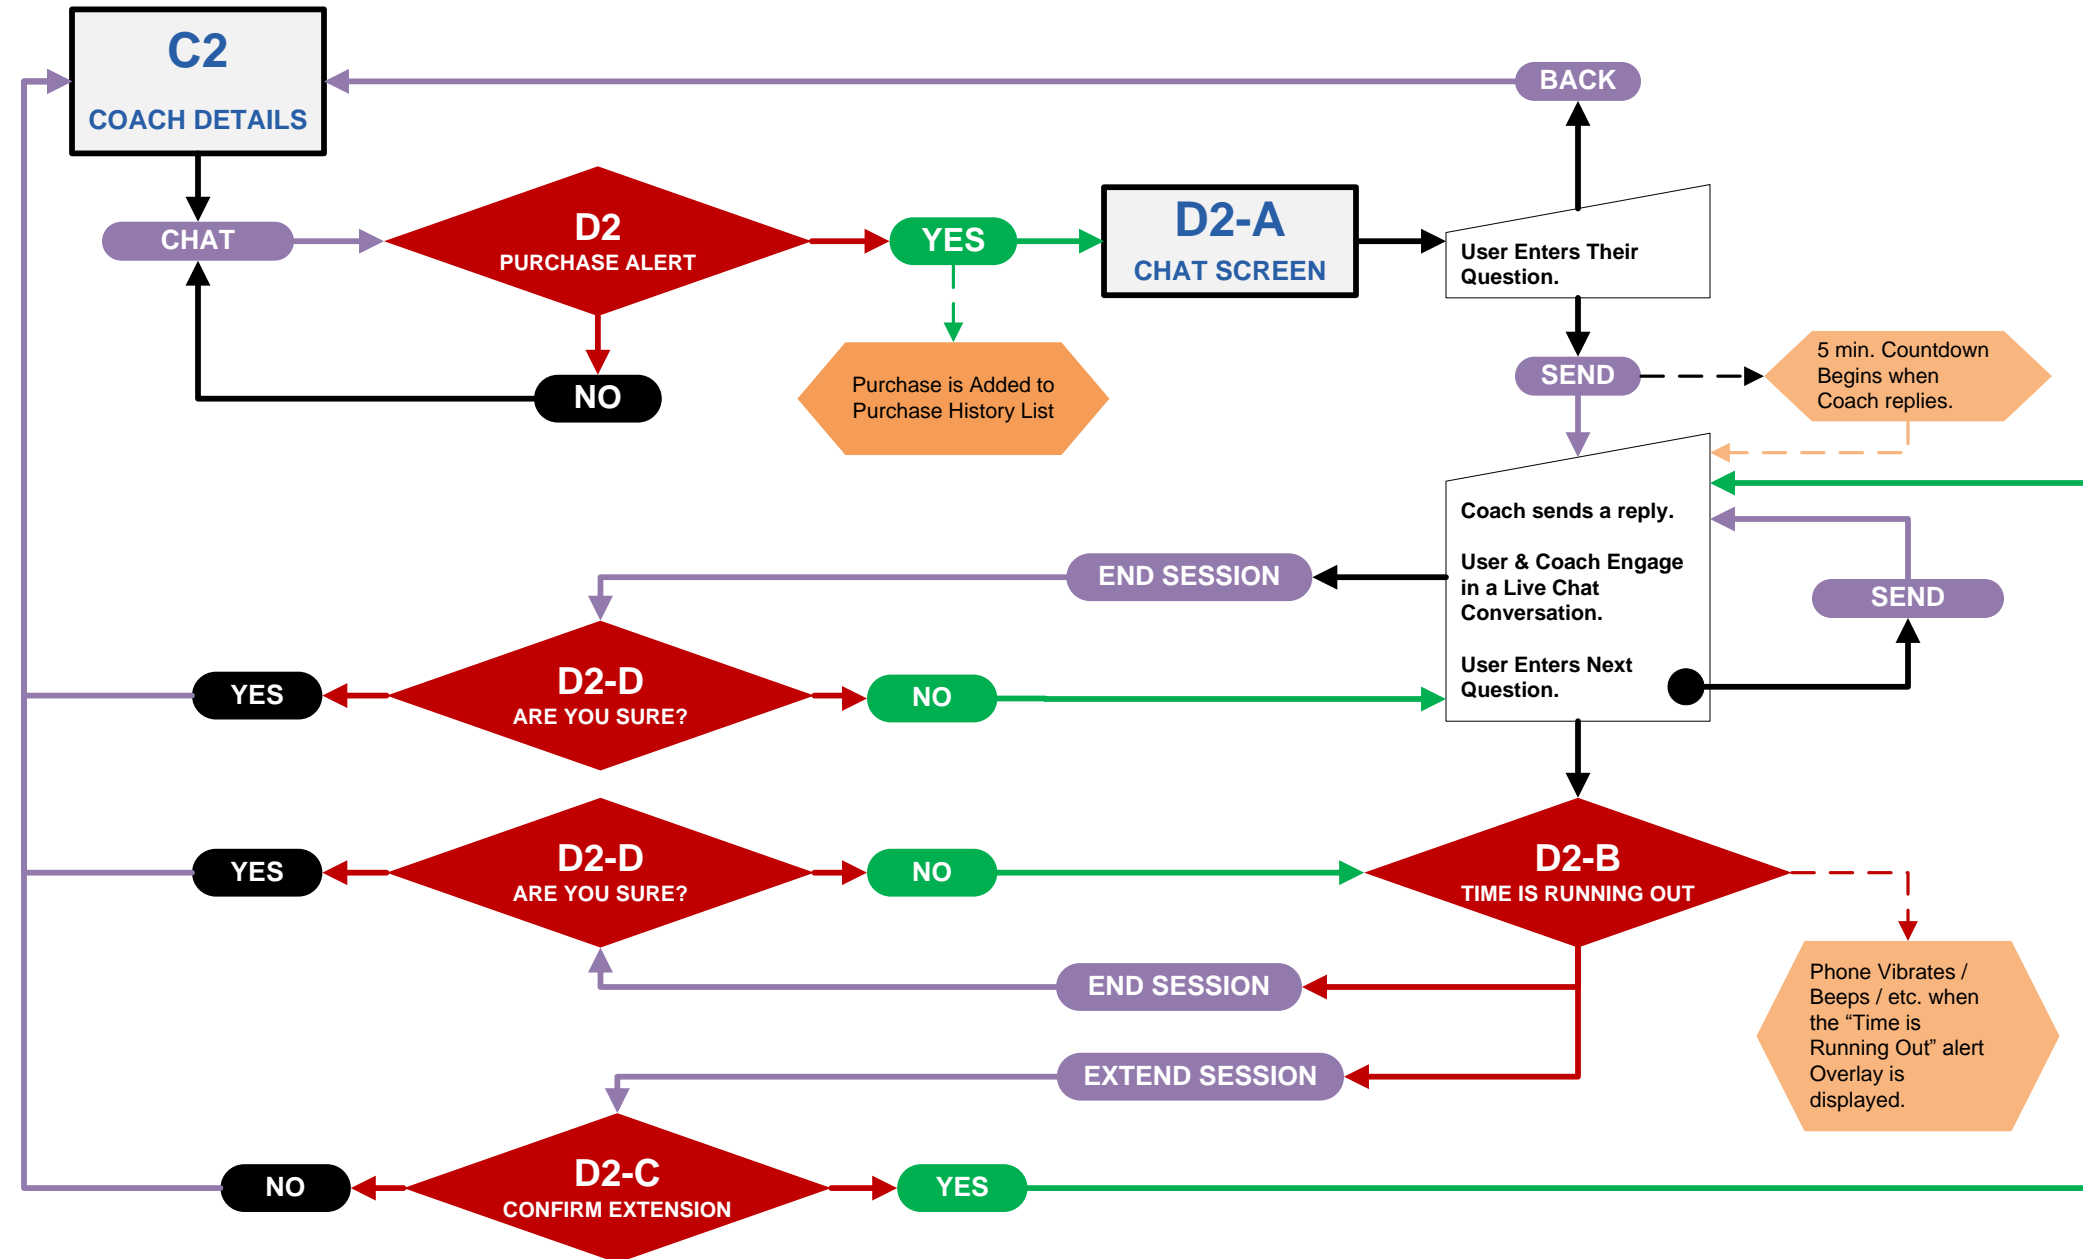 C2
COACH DETAILS
BACK
CHAT
D2
PURCHASE ALERT
YES
D2-A
CHAT SCREEN
User Enters Their
Question.
NO
Purchase is Added to
Purchase History List
SEND
5 min. Countdown
Begins when
Coach replies.
Coach sends a reply.
User & Coach Engage
in a Live Chat
Conversation.
User Enters Next
Question.
SEND
END SESSION
YES
D2-D
ARE YOU SURE?
NO
YES
D2-D
ARE YOU SURE?
NO
D2-B
TIME IS RUNNING OUT
END SESSION
Phone Vibrates /
Beeps / etc. when
the “Time is
Running Out” alert
Overlay is
displayed.
EXTEND SESSION
NO
D2-C
CONFIRM EXTENSION
YES